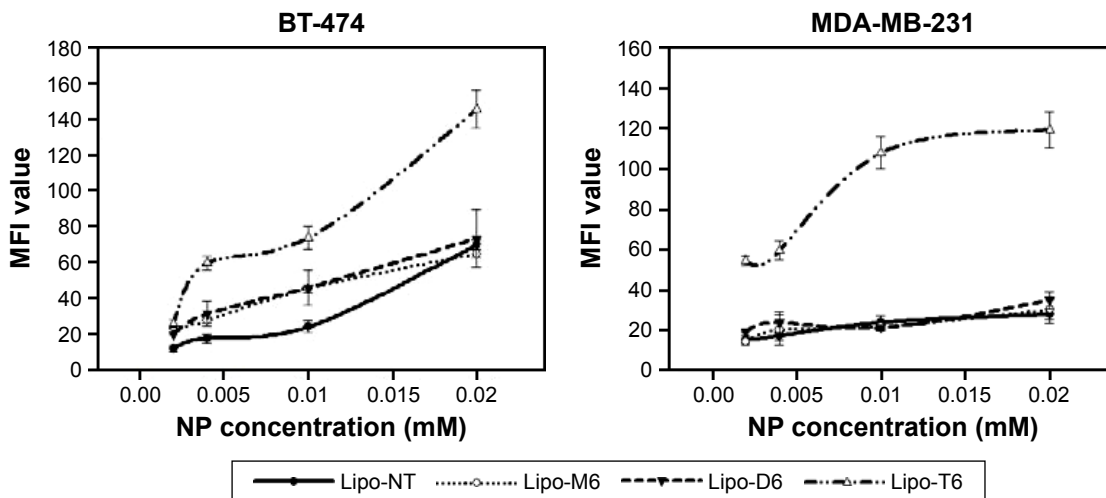 BT-474
180
160
140
120
100
80
60
40
20
0
MFI value
0.00 0.005 0.01 0.015 0.02
NP concentration (mM)
MDA-MB-231
160
140
120
100
80
60
40
20
0
MFI value
0.00 0.005 0.01 0.015 0.02
NP concentration (mM)
Lipo-NT Lipo-M6 Lipo-D6 Lipo-T6